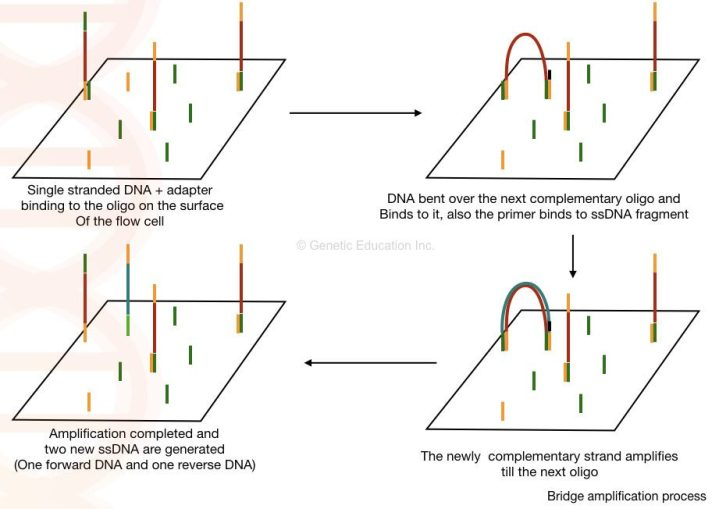 Single stranded DNA + adapter
binding to the oligo on the surface
Of the flow cell
DNA bent over the next complementary oligo and
Binds to it, also the primer binds to ssDNA fragment
© Genetic Education Inc.
Amplification completed and
two new ssDNA are generated
(One forward DNA and one reverse DNA)
The newly complementary strand amplifies
till the next oligo
Bridge amplification process